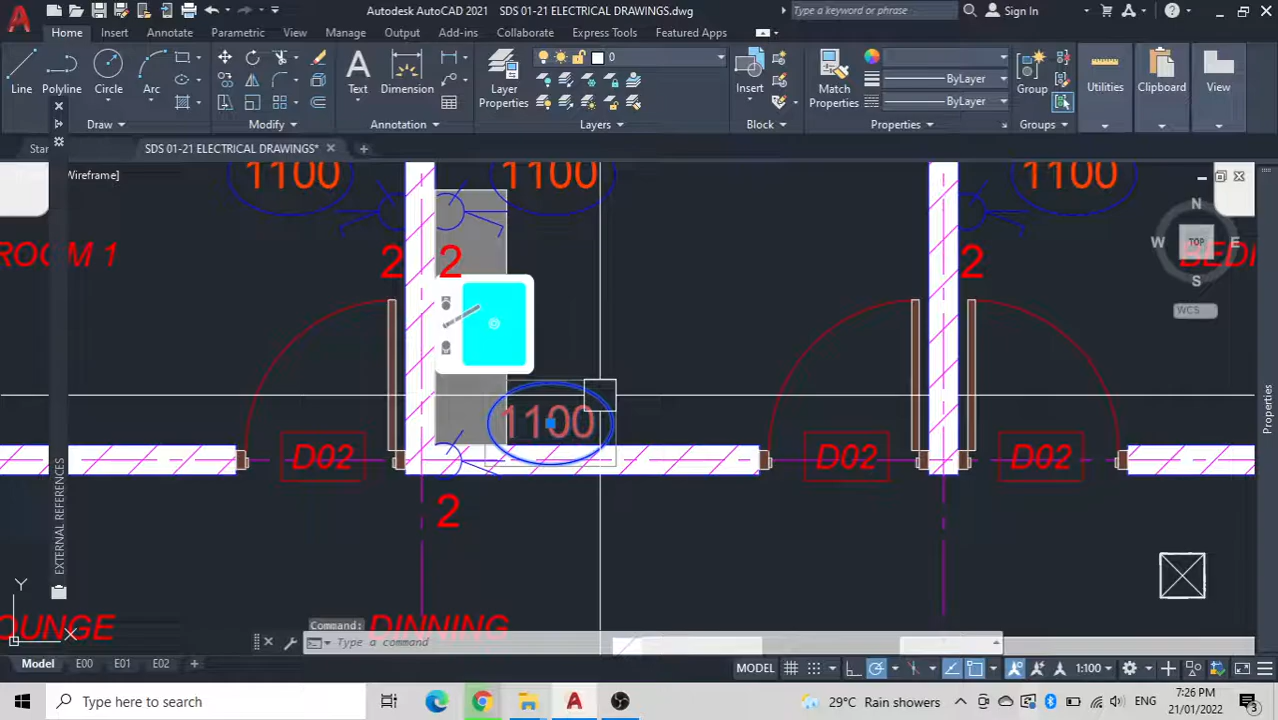 Autodesk AutoCAD 2021 SDS 01-21 ELECTRICAL DRAWINGS.dwg
Type a keyword or phrase
Sign In
Home Insert Annotate Parametric View Manage Output Add-ins Collaborate Express Tools Featured Apps
Line Polyline Circle Arc
Text Dimension
Layer Properties
0
Insert
Match Properties
ByLayer
ByLayer
Group
Utilities
Clipboard
View
Draw
Modify
Annotation
Layers
Block
Properties
Groups
Star
SDS 01-21 ELECTRICAL DRAWINGS*
Wireframe]
1100
1100
1100
N
W TOP E
S
WCS
ROOM 1
2 2
2
BED
1100
D02
D02
D02
2
EXTERNAL REFERENCES
Properties
Y
X
OUNGE
DINNING
Command:
Type a command
Model E00 E01 E02
MODEL
1:100
Type here to search
29°C Rain showers
ENG
7:26 PM
21/01/2022
3